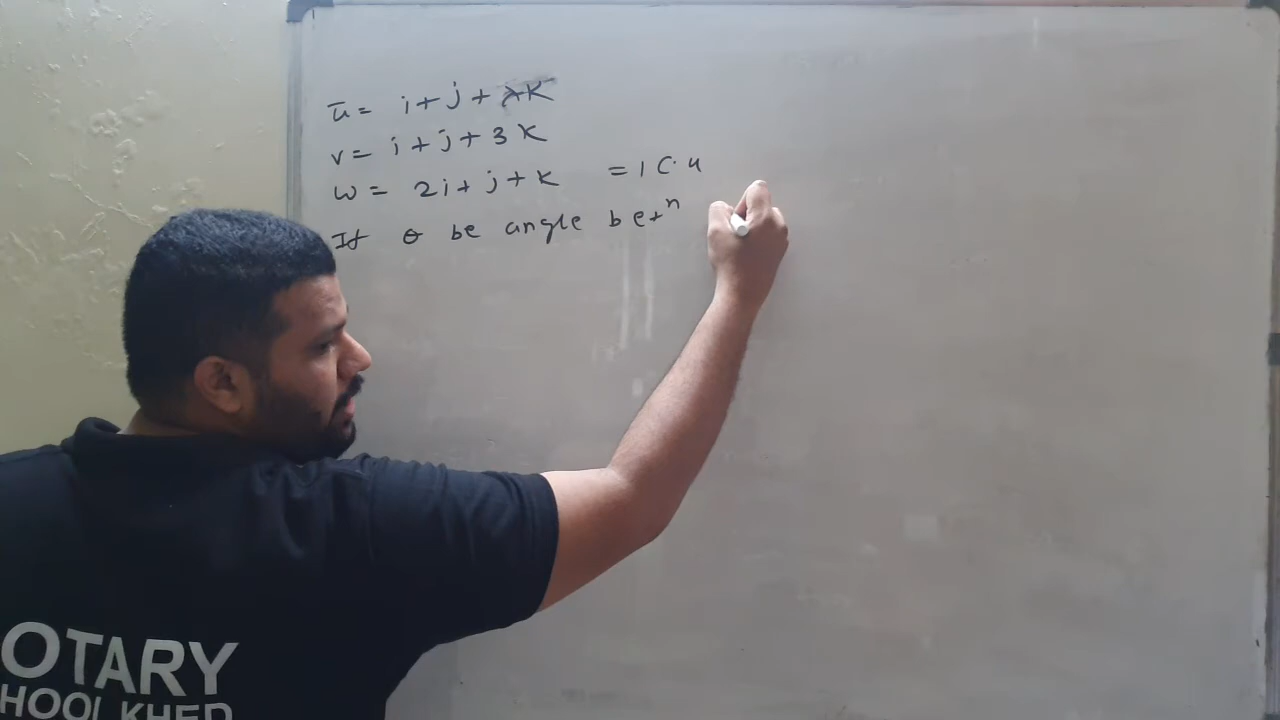 ū = i + j + λK
v = i + j + 3K
w = 2i + j + k = 1 C.u
If θ be angle betⁿ
OTARY
HOOL KHED